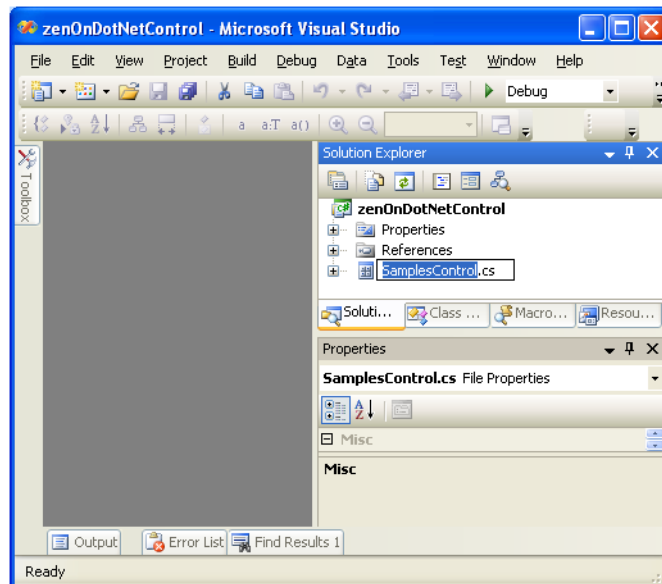 zenOnDotNetControl - Microsoft Visual Studio
File Edit View Project Build Debug Data Tools Test Window Help
Debug
a a:T a()
Toolbox
Solution Explorer
zenOnDotNetControl
Properties
References
SamplesControl.cs
Soluti... Class ... Macro... Resou...
Properties
SamplesControl.cs File Properties
Misc
Misc
Output Error List Find Results 1
Ready